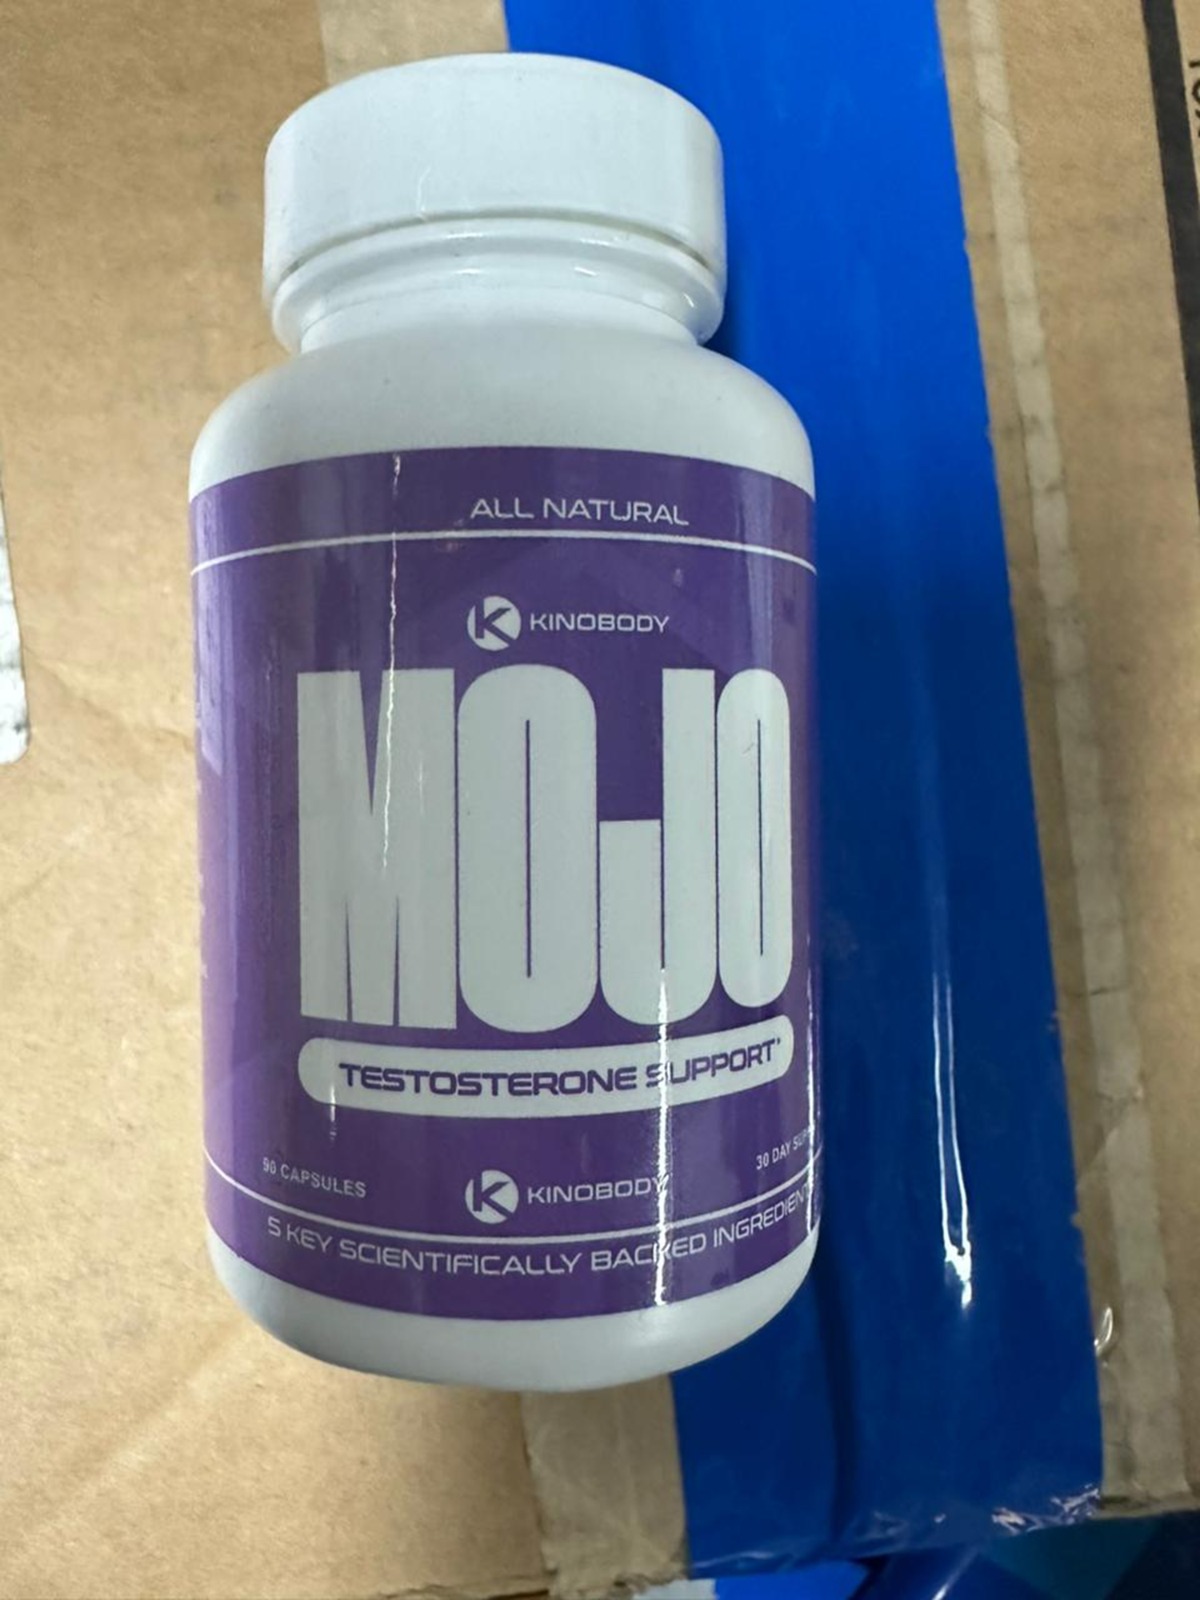 ALL NATURAL
K KINOBODY
MOJO
TESTOSTERONE SUPPORT*
90 CAPSULES
30 DAY
K KINOBODY
5 KEY SCIENTIFICALLY BACKED